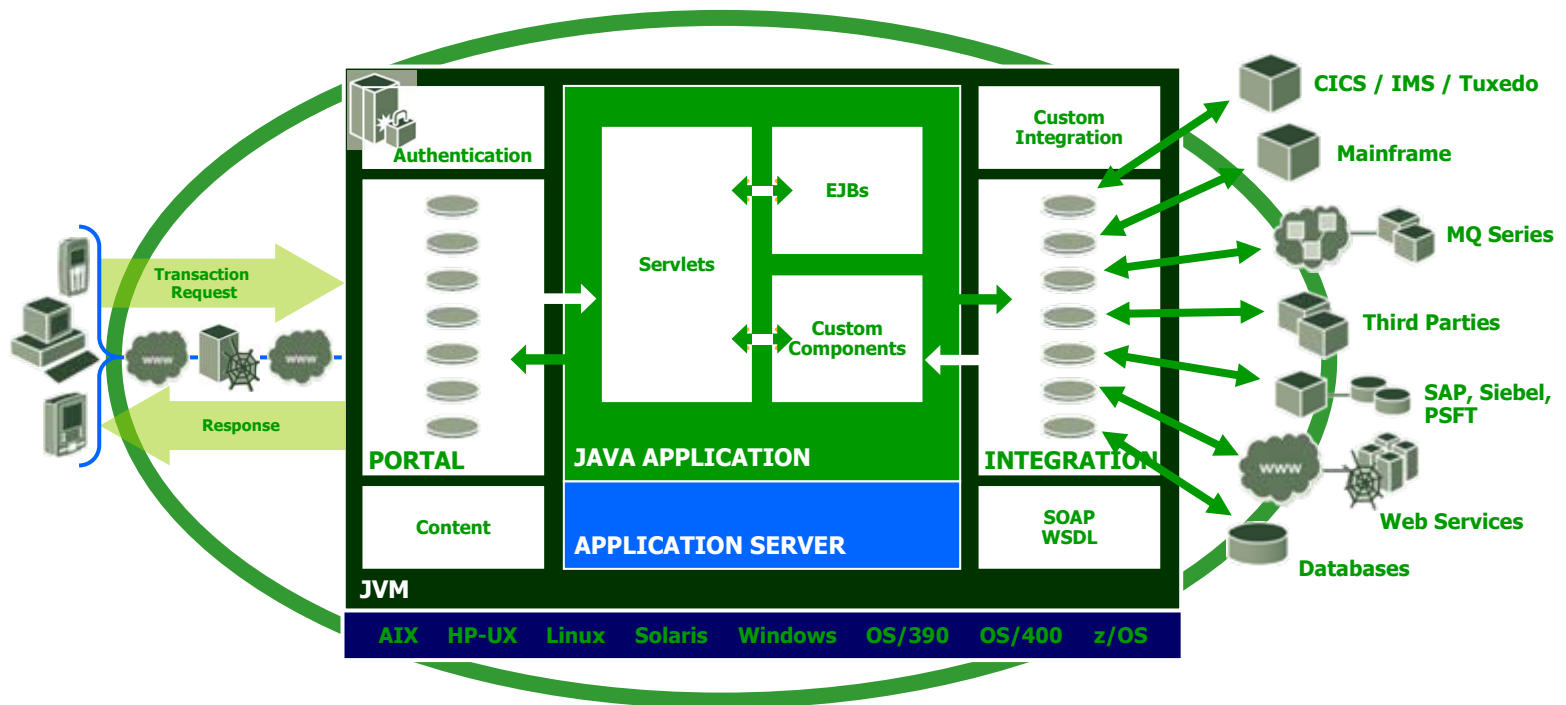 Authentication
Custom
Integration
CICS / IMS / Tuxedo
Mainframe
EJBs
MQ Series
Servlets
Transaction
Request
www
www
Custom
Components
Third Parties
SAP, Siebel,
PSFT
Response
PORTAL
JAVA APPLICATION
INTEGRATION
www
Web Services
Content
APPLICATION SERVER
SOAP
WSDL
Databases
JVM
AIX HP-UX Linux Solaris Windows OS/390 OS/400 z/OS